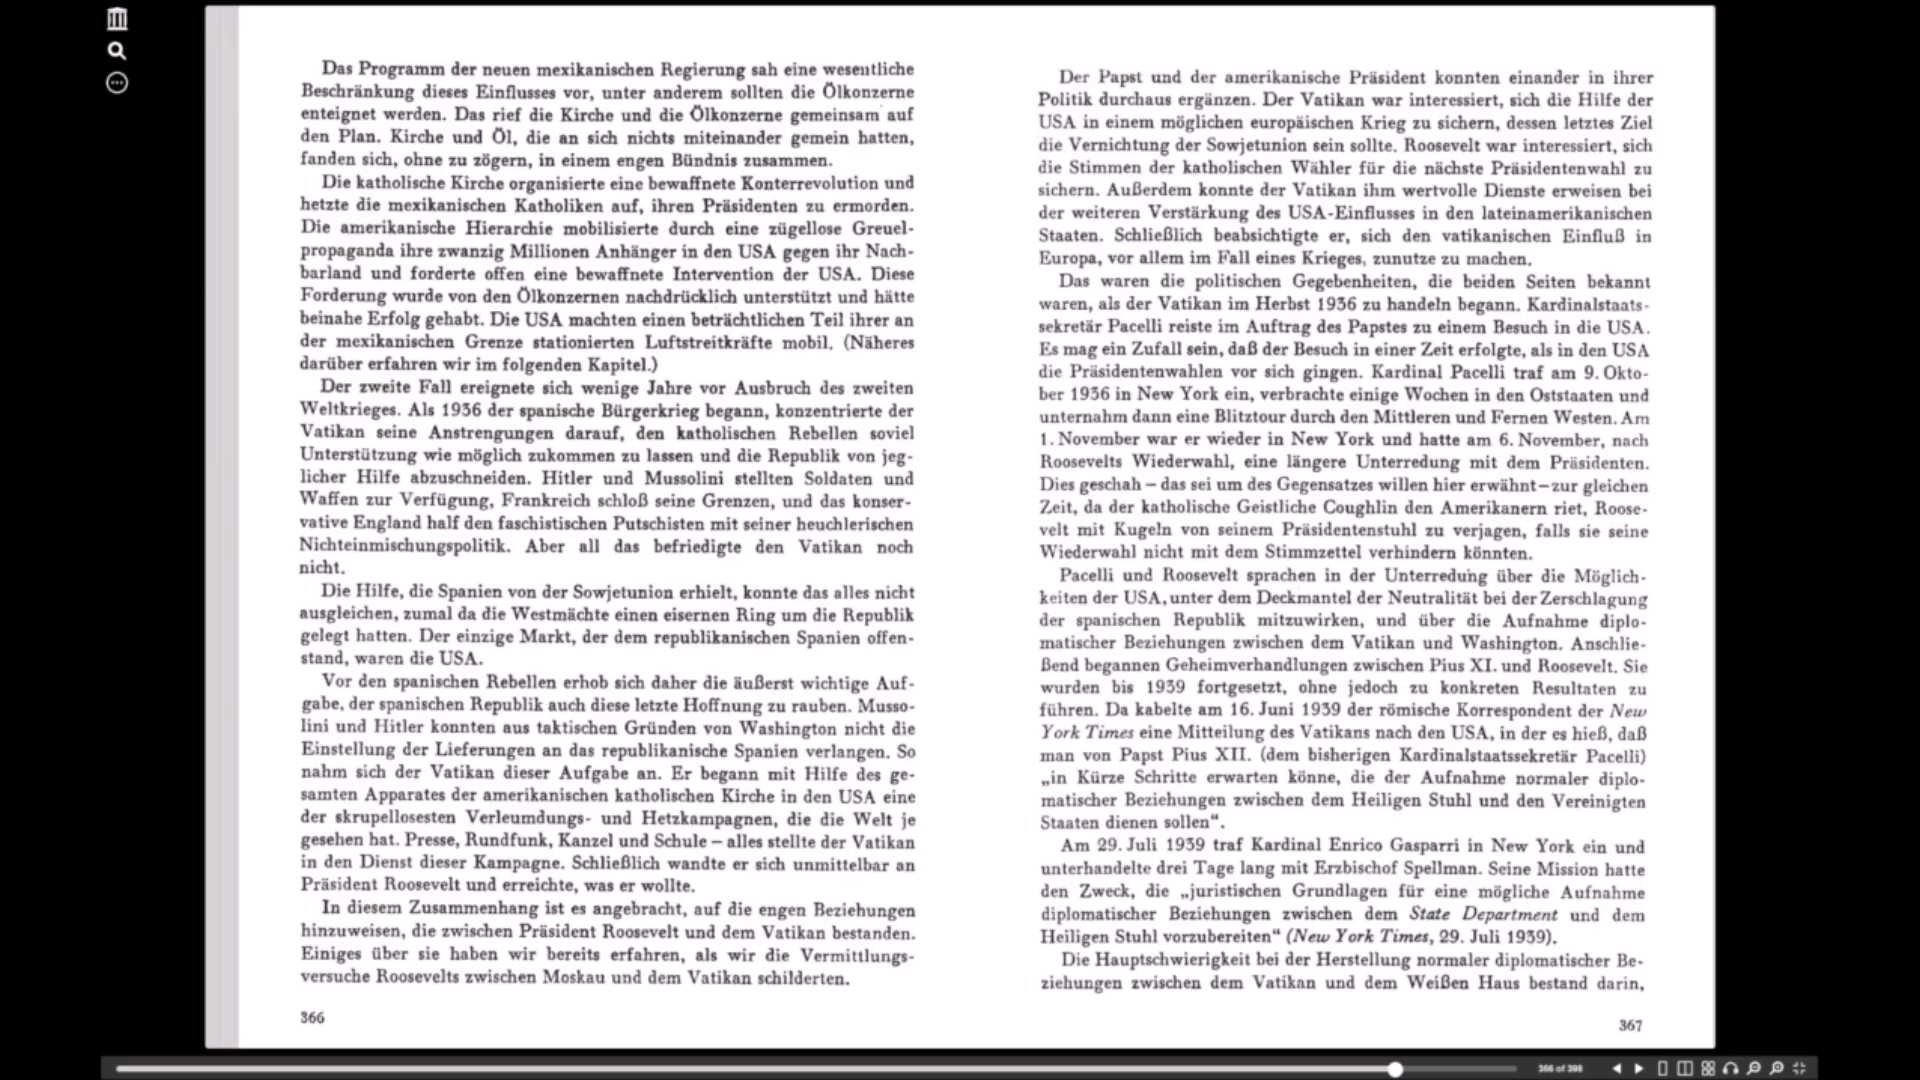 Das Programm der neuen mexikanischen Regierung sah eine wesentliche
Beschränkung dieses Einflusses vor, unter anderem sollten die Ölkonzerne
enteignet werden. Das rief die Kirche und die Ölkonzerne gemeinsam auf
den Plan. Kirche und Öl, die an sich nichts miteinander gemein hatten,
fanden sich, ohne zu zögern, in einem engen Bündnis zusammen.
Die katholische Kirche organisierte eine bewaffnete Konterrevolution und
hetzte die mexikanischen Katholiken auf, ihren Präsidenten zu ermorden.
Die amerikanische Hierarchie mobilisierte durch eine zügellose Greuel-
propaganda ihre zwanzig Millionen Anhänger in den USA gegen ihr Nach-
barland und forderte offen eine bewaffnete Intervention der USA. Diese
Forderung wurde von den Ölkonzernen nachdrücklich unterstützt und hätte
beinahe Erfolg gehabt. Die USA machten einen beträchtlichen Teil ihrer an
der mexikanischen Grenze stationierten Luftstreitkräfte mobil. (Näheres
darüber erfahren wir im folgenden Kapitel.)
Der zweite Fall ereignete sich wenige Jahre vor Ausbruch des zweiten
Weltkrieges. Als 1936 der spanische Bürgerkrieg begann, konzentrierte der
Vatikan seine Anstrengungen darauf, den katholischen Rebellen soviel
Unterstützung wie möglich zukommen zu lassen und die Republik von jeg-
licher Hilfe abzuschneiden. Hitler und Mussolini stellten Soldaten und
Waffen zur Verfügung, Frankreich schloß seine Grenzen, und das konser-
vative England half den faschistischen Putschisten mit seiner heuchlerischen
Nichteinmischungspolitik. Aber all das befriedigte den Vatikan noch
nicht.
Die Hilfe, die Spanien von der Sowjetunion erhielt, konnte das alles nicht
ausgleichen, zumal da die Westmächte einen eisernen Ring um die Republik
gelegt hatten. Der einzige Markt, der dem republikanischen Spanien offen-
stand, waren die USA.
Vor den spanischen Rebellen erhob sich daher die äußerst wichtige Auf-
gabe, der spanischen Republik auch diese letzte Hoffnung zu rauben. Musso-
lini und Hitler konnten aus taktischen Gründen von Washington nicht die
Einstellung der Lieferungen an das republikanische Spanien verlangen. So
nahm sich der Vatikan dieser Aufgabe an. Er begann mit Hilfe des ge-
samten Apparates der amerikanischen katholischen Kirche in den USA eine
der skrupellosesten Verleumdungs- und Hetzkampagnen, die die Welt je
gesehen hat. Presse, Rundfunk, Kanzel und Schule – alles stellte der Vatikan
in den Dienst dieser Kampagne. Schließlich wandte er sich unmittelbar an
Präsident Roosevelt und erreichte, was er wollte.
In diesem Zusammenhang ist es angebracht, auf die engen Beziehungen
hinzuweisen, die zwischen Präsident Roosevelt und dem Vatikan bestanden.
Einiges über sie haben wir bereits erfahren, als wir die Vermittlungs-
versuche Roosevelts zwischen Moskau und dem Vatikan schilderten.
366
Der Papst und der amerikanische Präsident konnten einander in ihrer
Politik durchaus ergänzen. Der Vatikan war interessiert, sich die Hilfe der
USA in einem möglichen europäischen Krieg zu sichern, dessen letztes Ziel
die Vernichtung der Sowjetunion sein sollte. Roosevelt war interessiert, sich
die Stimmen der katholischen Wähler für die nächste Präsidentenwahl zu
sichern. Außerdem konnte der Vatikan ihm wertvolle Dienste erweisen bei
der weiteren Verstärkung des USA-Einflusses in den lateinamerikanischen
Staaten. Schließlich beabsichtigte er, sich den vatikanischen Einfluß in
Europa, vor allem im Fall eines Krieges, zunutze zu machen.
Das waren die politischen Gegebenheiten, die beiden Seiten bekannt
waren, als der Vatikan im Herbst 1936 zu handeln begann. Kardinalstaats-
sekretär Pacelli reiste im Auftrag des Papstes zu einem Besuch in die USA.
Es mag ein Zufall sein, daß der Besuch in einer Zeit erfolgte, als in den USA
die Präsidentenwahlen vor sich gingen. Kardinal Pacelli traf am 9. Okto-
ber 1936 in New York ein, verbrachte einige Wochen in den Oststaaten und
unternahm dann eine Blitztour durch den Mittleren und Fernen Westen. Am
1. November war er wieder in New York und hatte am 6. November, nach
Roosevelts Wiederwahl, eine längere Unterredung mit dem Präsidenten.
Dies geschah – das sei um des Gegensatzes willen hier erwähnt – zur gleichen
Zeit, da der katholische Geistliche Coughlin den Amerikanern riet, Roose-
velt mit Kugeln von seinem Präsidentenstuhl zu verjagen, falls sie seine
Wiederwahl nicht mit dem Stimmzettel verhindern könnten.
Pacelli und Roosevelt sprachen in der Unterredung über die Möglich-
keiten der USA, unter dem Deckmantel der Neutralität bei der Zerschlagung
der spanischen Republik mitzuwirken, und über die Aufnahme diplo-
matischer Beziehungen zwischen dem Vatikan und Washington. Anschlie-
ßend begannen Geheimverhandlungen zwischen Pius XI. und Roosevelt. Sie
wurden bis 1939 fortgesetzt, ohne jedoch zu konkreten Resultaten zu
führen. Da kabelte am 16. Juni 1939 der römische Korrespondent der New
York Times eine Mitteilung des Vatikans nach den USA, in der es hieß, daß
man von Papst Pius XII. (dem bisherigen Kardinalstaatssekretär Pacelli)
„in Kürze Schritte erwarten könne, die der Aufnahme normaler diplo-
matischer Beziehungen zwischen dem Heiligen Stuhl und den Vereinigten
Staaten dienen sollen“.
Am 29. Juli 1939 traf Kardinal Enrico Gasparri in New York ein und
unterhandelte drei Tage lang mit Erzbischof Spellman. Seine Mission hatte
den Zweck, die „juristischen Grundlagen für eine mögliche Aufnahme
diplomatischer Beziehungen zwischen dem State Department und dem
Heiligen Stuhl vorzubereiten“ (New York Times, 29. Juli 1939).
Die Hauptschwierigkeit bei der Herstellung normaler diplomatischer Be-
ziehungen zwischen dem Vatikan und dem Weißen Haus bestand darin,
367
366 of 398